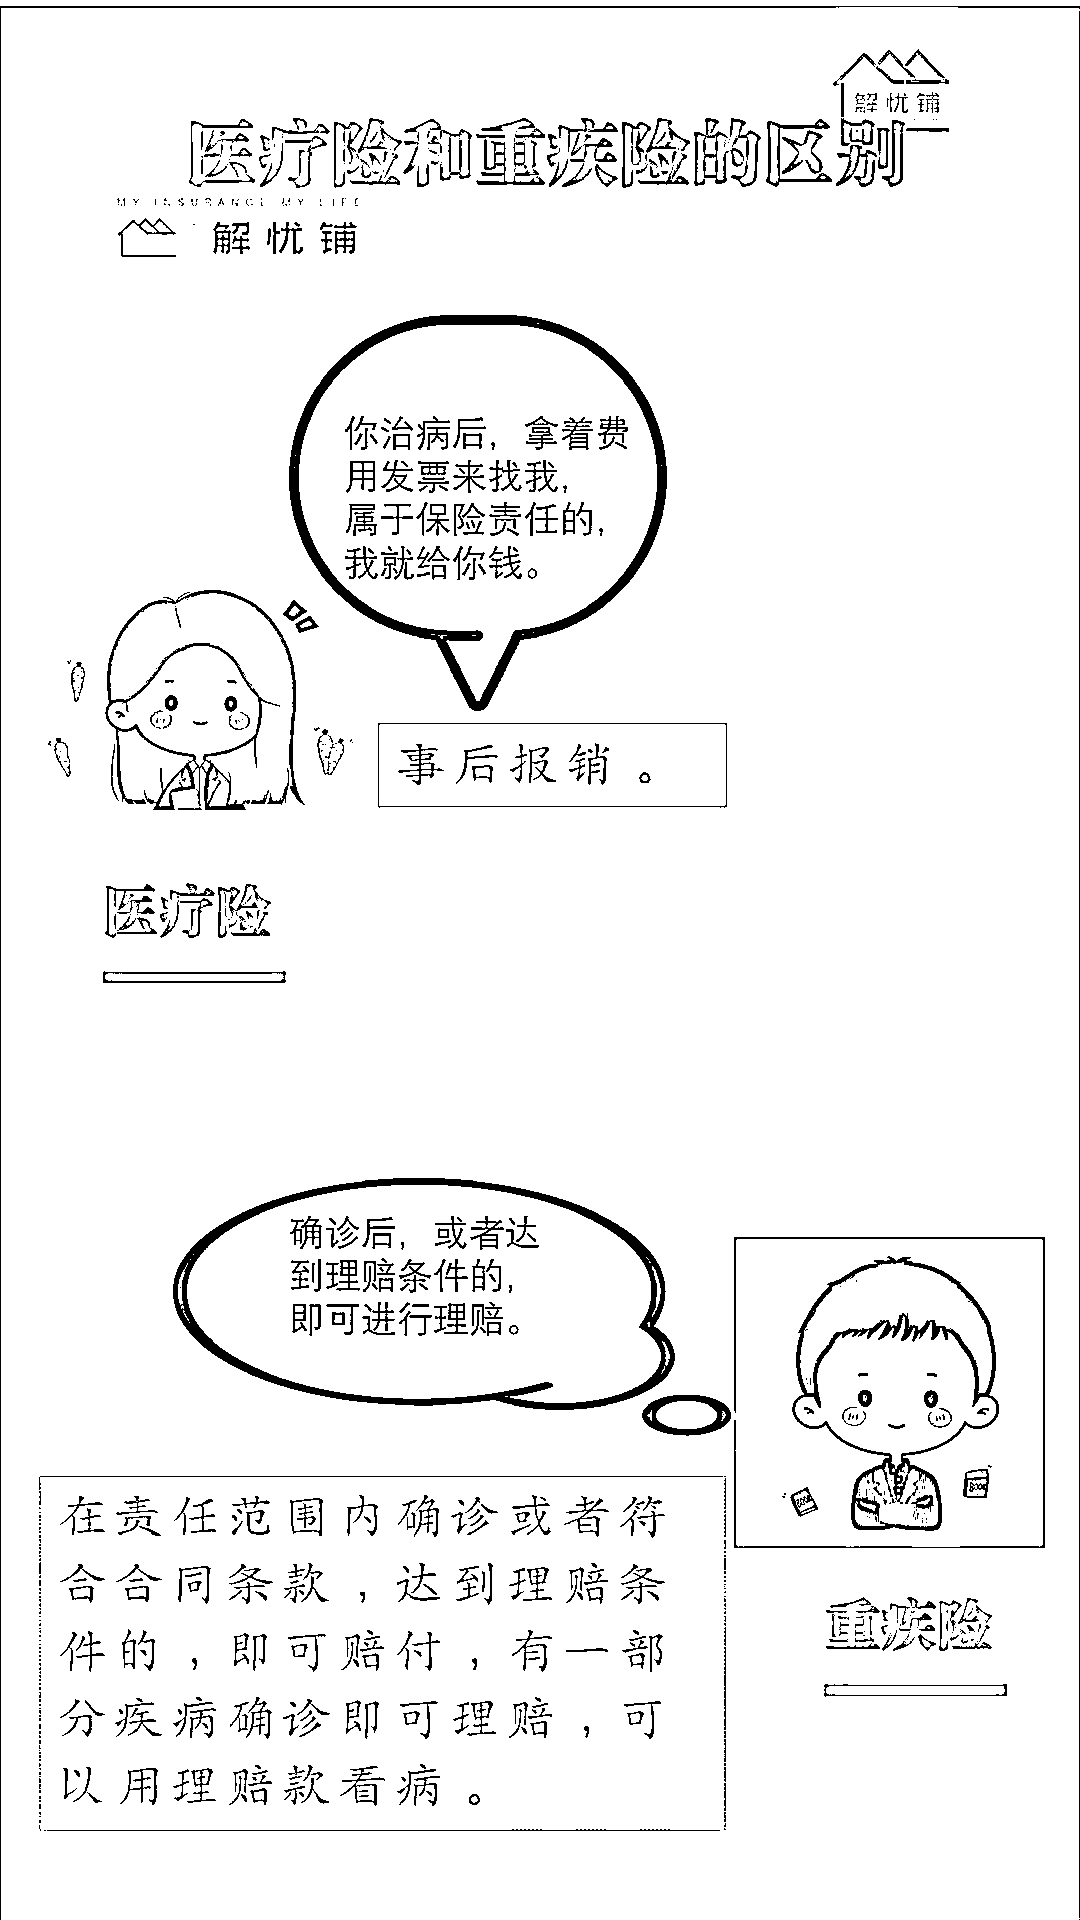 解忧铺
医疗险和重疾险的区别
MY INSURANCE MY LIFE
解忧铺
你治病后，拿着费
用发票来找我，
属于保险责任的，
我就给你钱。
事后报销。
医疗险
确诊后，或者达
到理赔条件的，
即可进行理赔。
BOOK
BOOK
在责任范围内确诊或者符
合合同条款，达到理赔条
件的，即可赔付，有一部
分疾病确诊即可理赔，可
以用理赔款看病。
重疾险